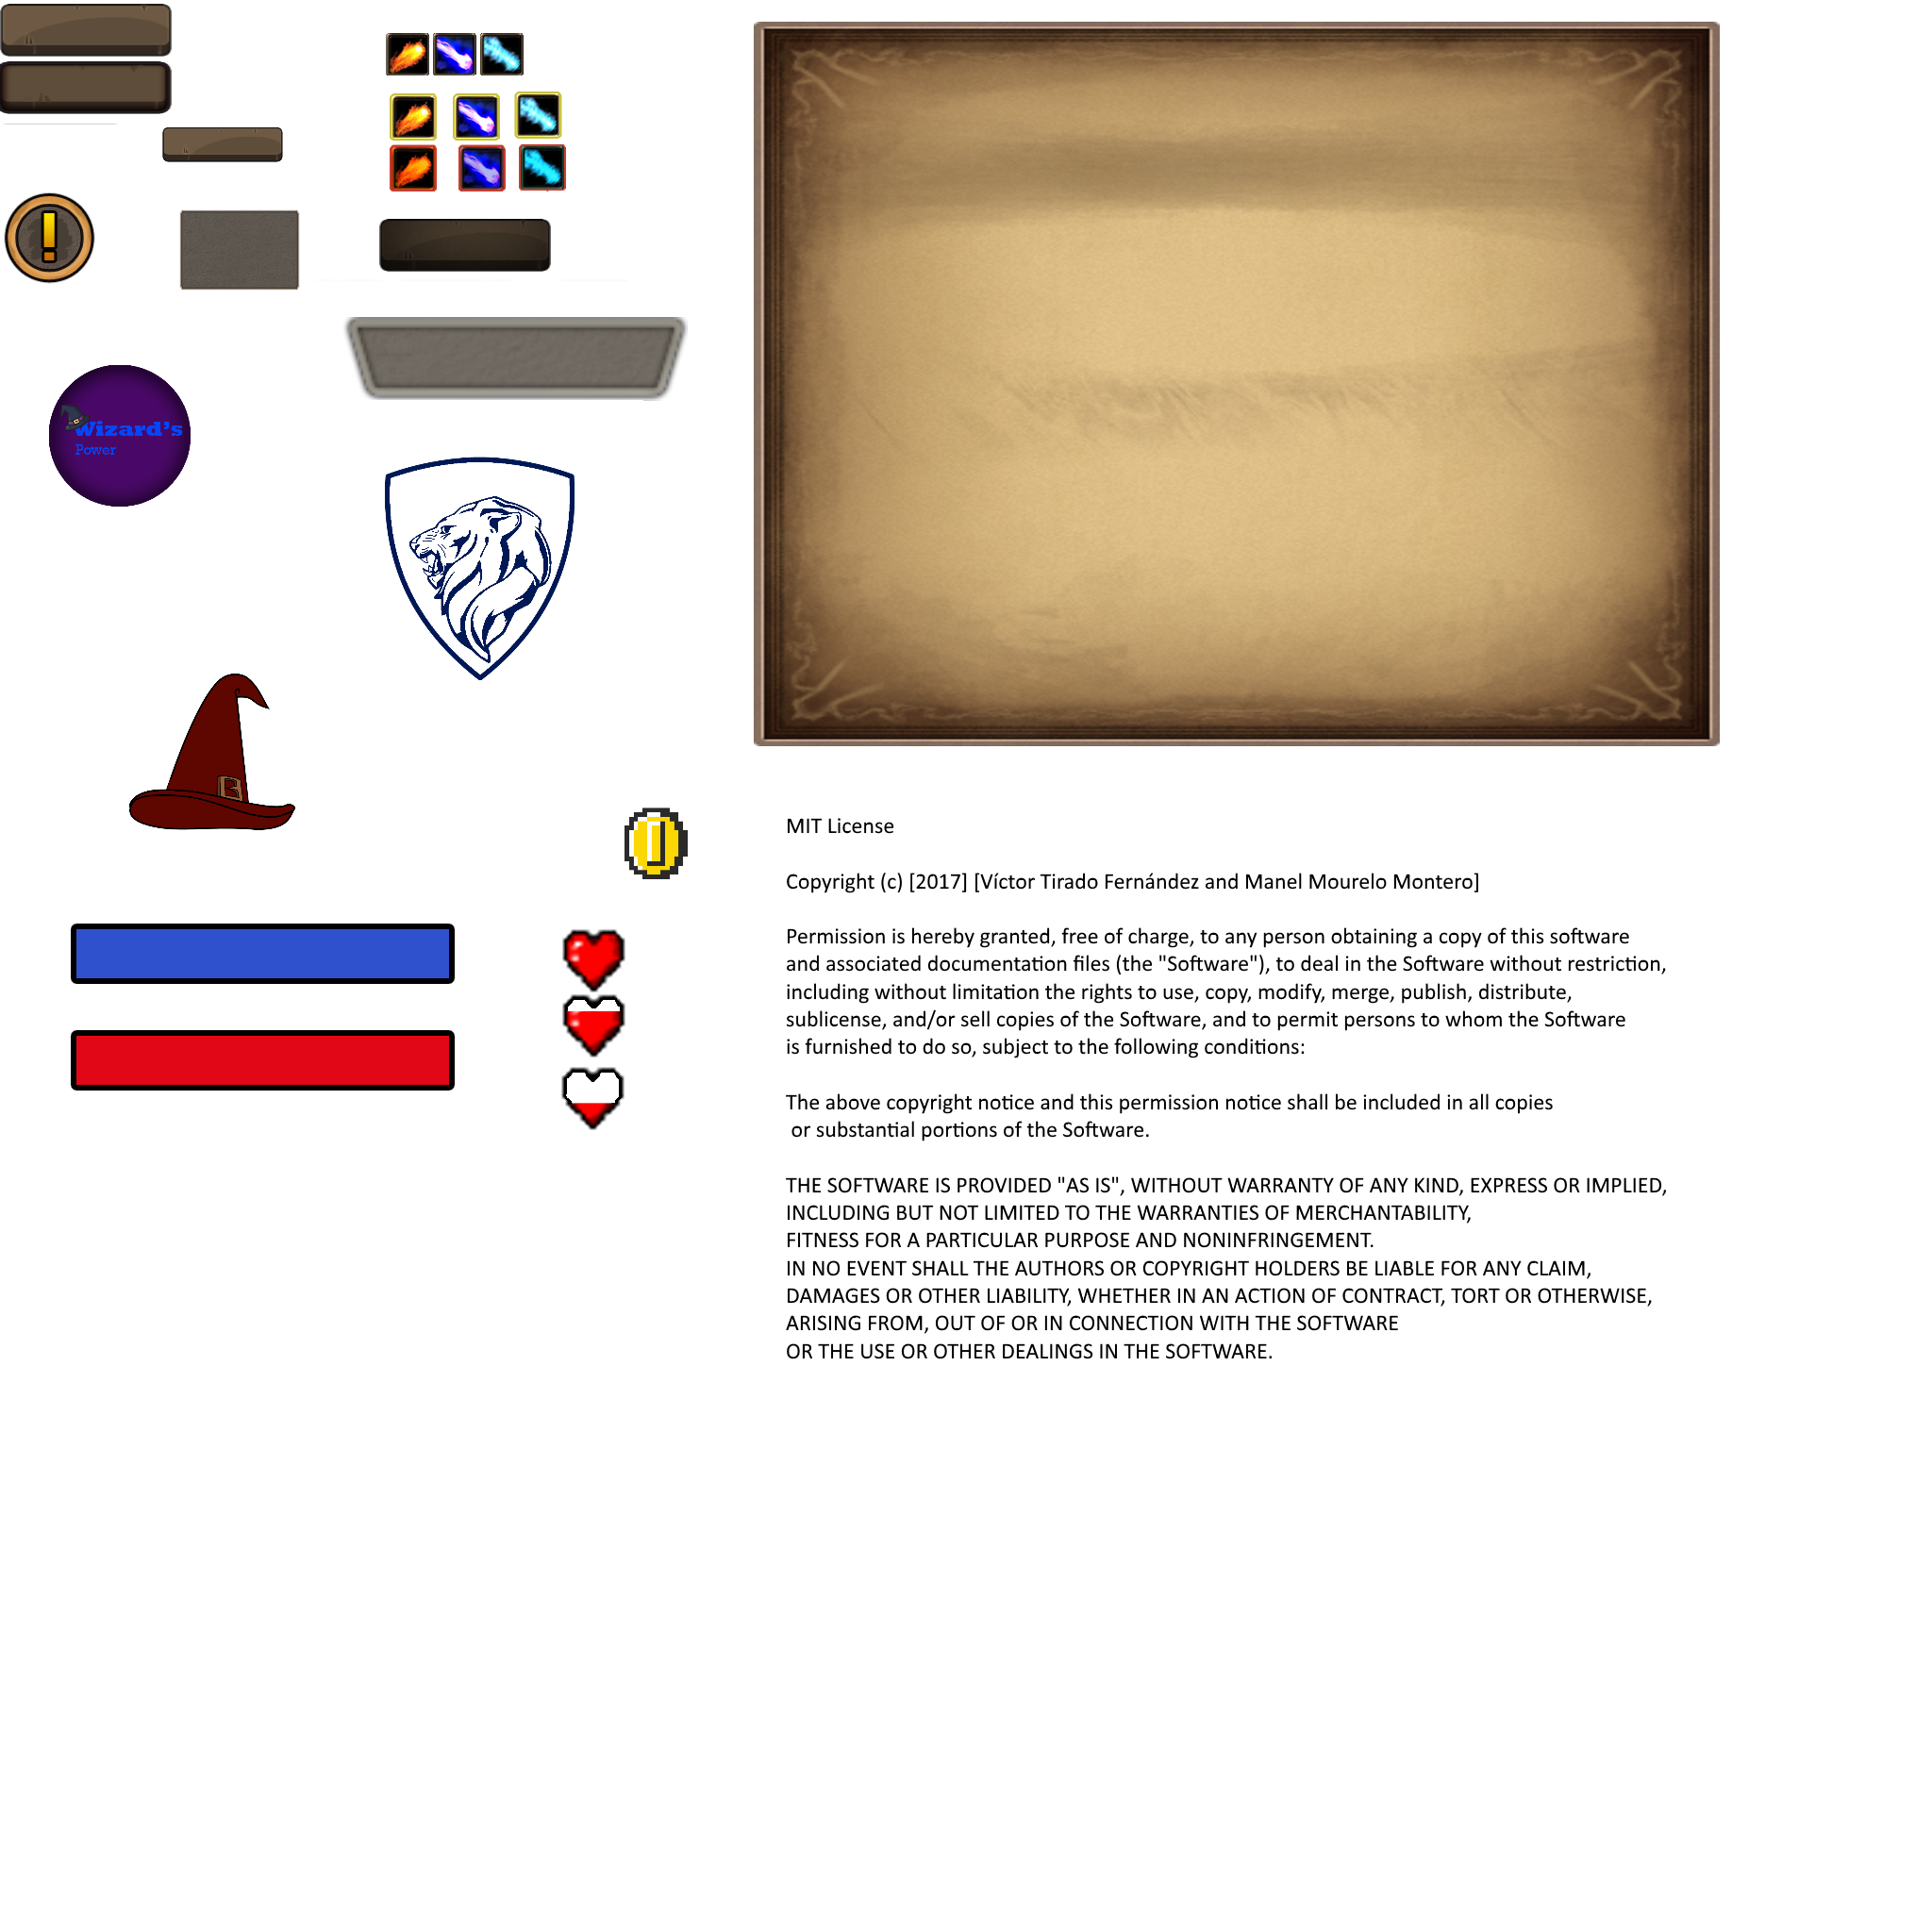 Wizard's
Power
MIT License
Copyright (c) [2017] [Víctor Tirado Fernández and Manel Mourelo Montero]
Permission is hereby granted, free of charge, to any person obtaining a copy of this software
and associated documentation files (the "Software"), to deal in the Software without restriction,
including without limitation the rights to use, copy, modify, merge, publish, distribute,
sublicense, and/or sell copies of the Software, and to permit persons to whom the Software
is furnished to do so, subject to the following conditions:
The above copyright notice and this permission notice shall be included in all copies
or substantial portions of the Software.
THE SOFTWARE IS PROVIDED "AS IS", WITHOUT WARRANTY OF ANY KIND, EXPRESS OR IMPLIED,
INCLUDING BUT NOT LIMITED TO THE WARRANTIES OF MERCHANTABILITY,
FITNESS FOR A PARTICULAR PURPOSE AND NONINFRINGEMENT.
IN NO EVENT SHALL THE AUTHORS OR COPYRIGHT HOLDERS BE LIABLE FOR ANY CLAIM,
DAMAGES OR OTHER LIABILITY, WHETHER IN AN ACTION OF CONTRACT, TORT OR OTHERWISE,
ARISING FROM, OUT OF OR IN CONNECTION WITH THE SOFTWARE
OR THE USE OR OTHER DEALINGS IN THE SOFTWARE.